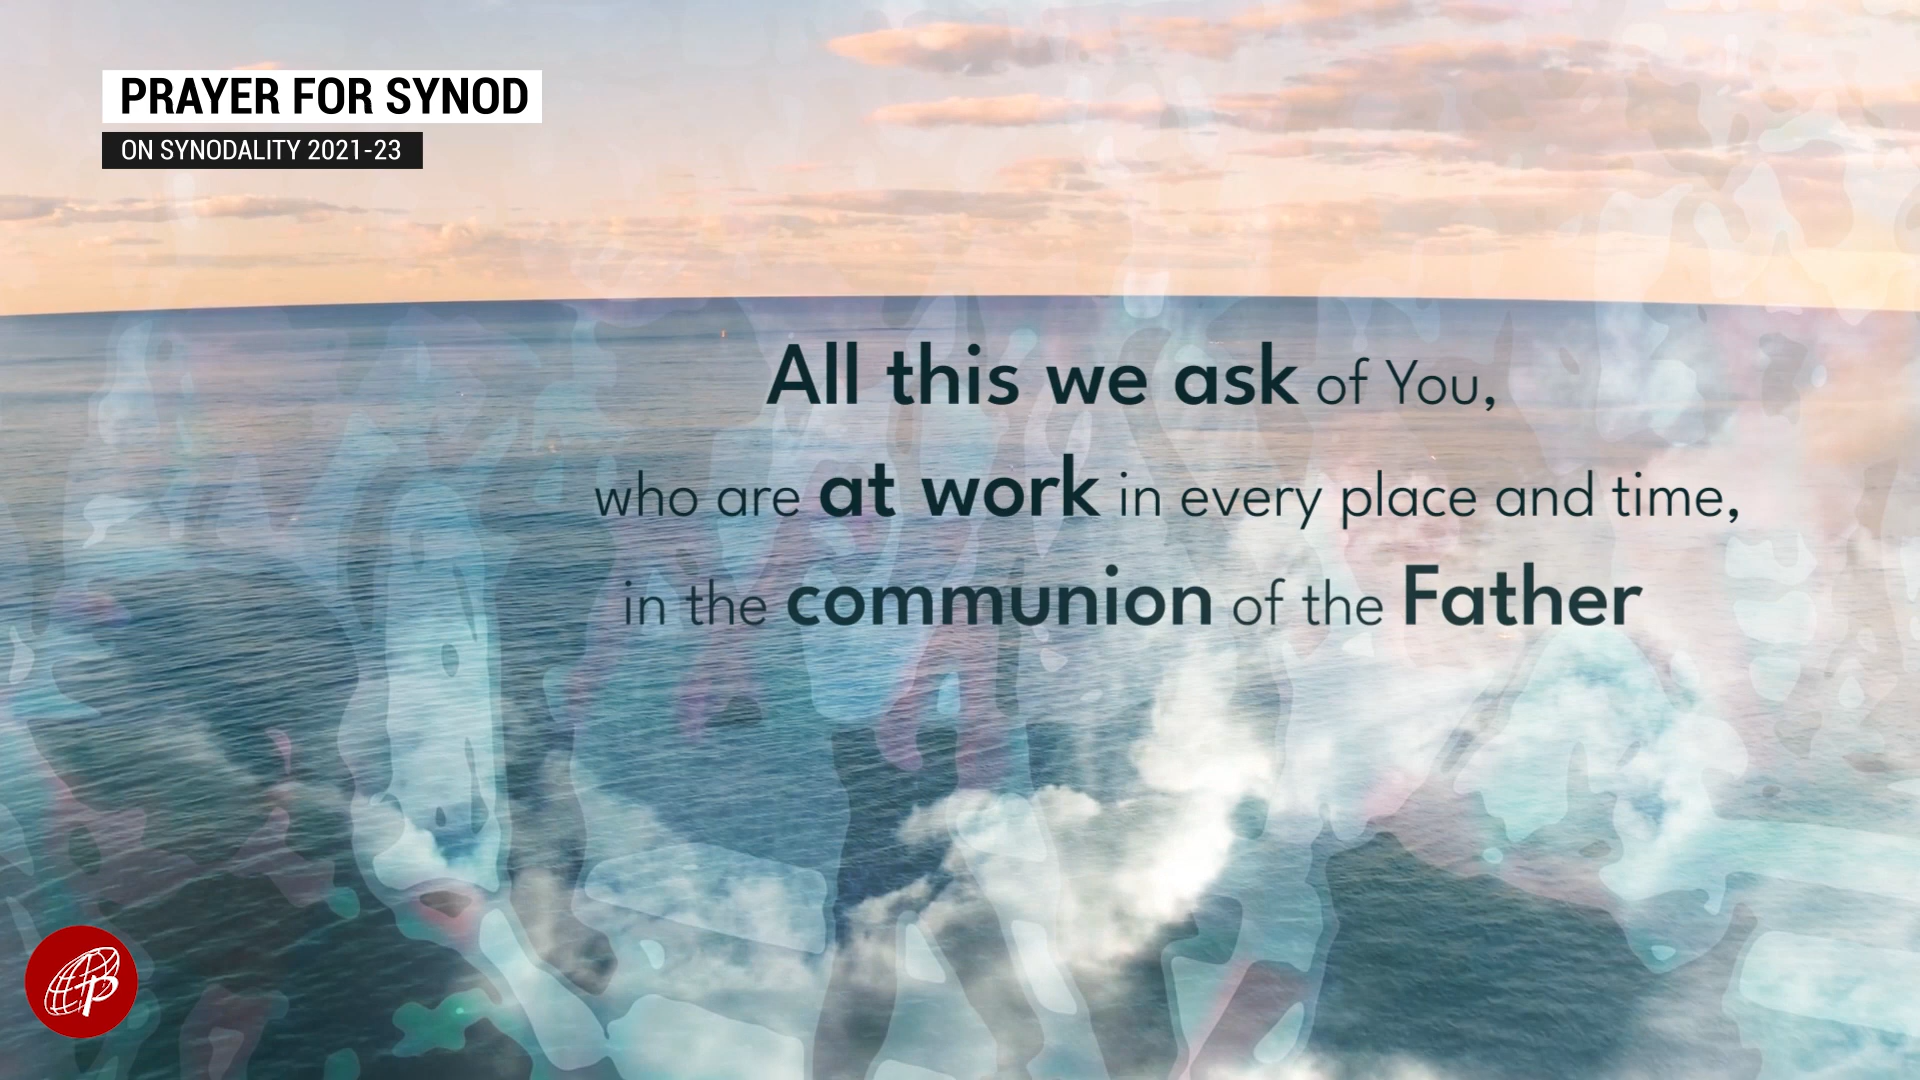 PRAYER FOR SYNOD
ON SYNODALITY 2021-23
All this we ask of You,
who are at work in every place and time,
in the communion of the Father